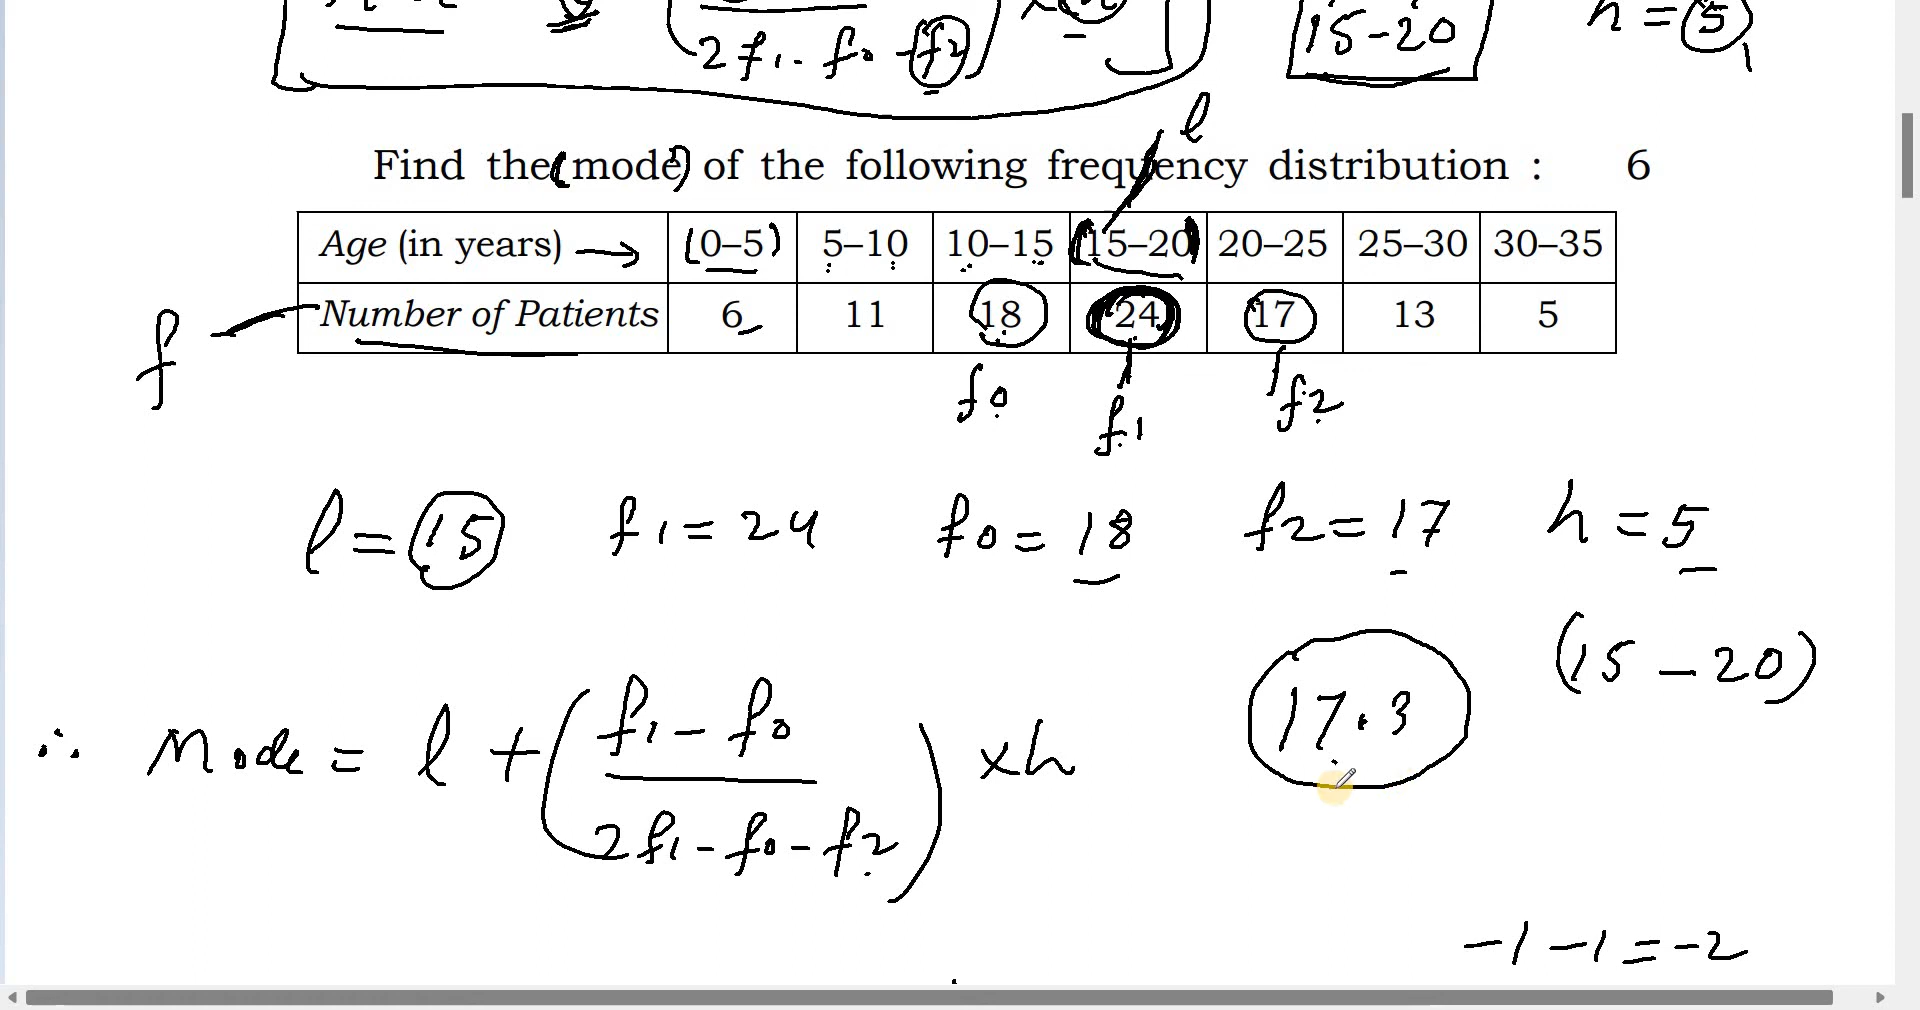 2f1 - f0 - f2
15-20
h = 5
l
Find the (mode) of the following frequency distribution : 6
Age (in years) → (0–5) 5–10 10–15 (15–20) 20–25 25–30 30–35
f Number of Patients 6 11 18 24 17 13 5
f0 f1 f2
l = 15 f1 = 24 f0 = 18 f2 = 17 h = 5
(15 - 20)
17.3
∴ Mode = l + ( f1 - f0
2f1 - f0 - f2 ) xh
-1 -1 = -2